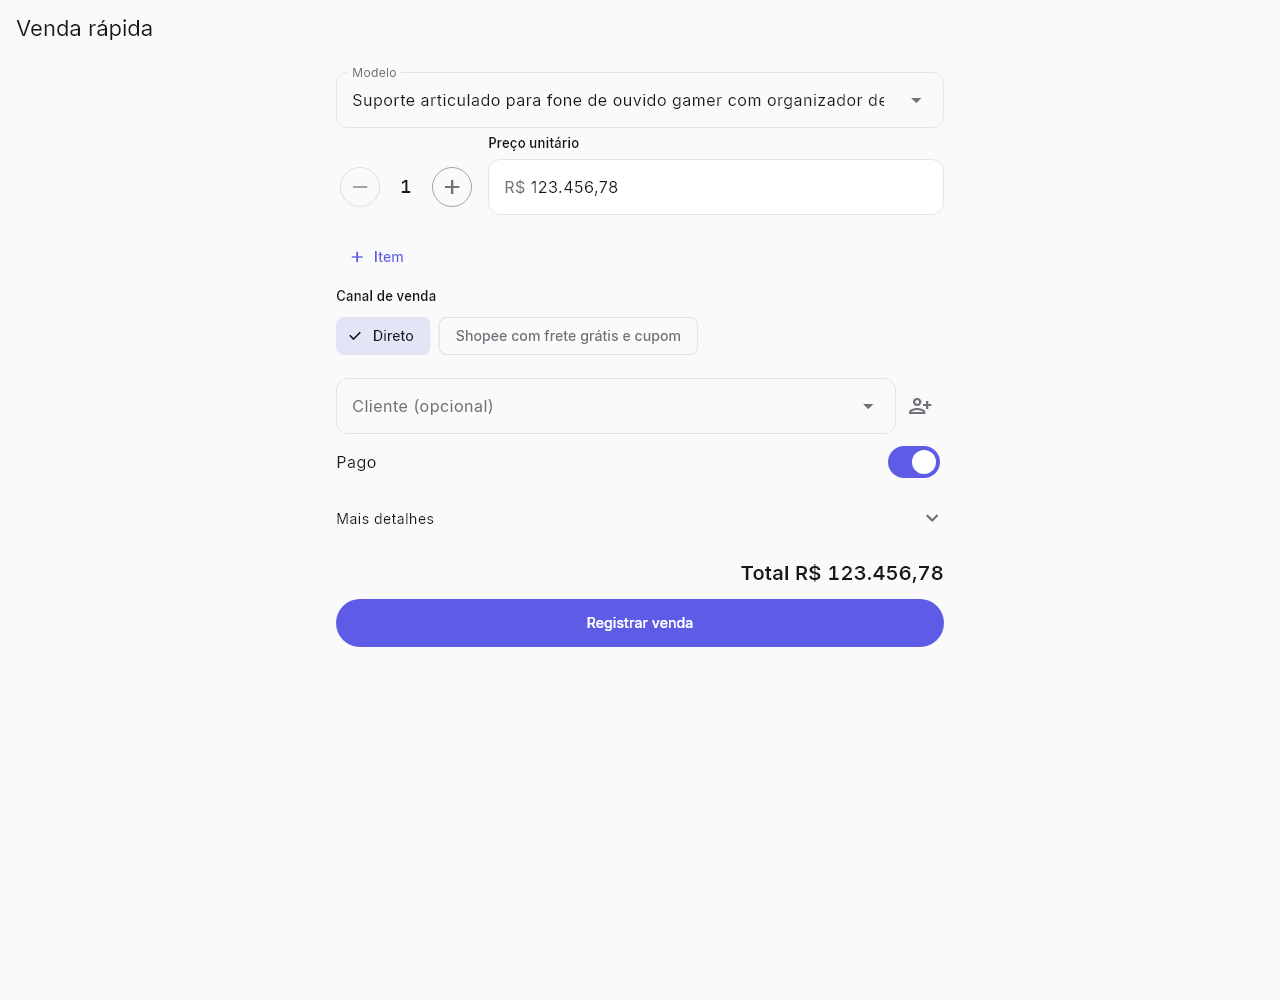 Venda rápida
Modelo
Suporte articulado para fone de ouvido gamer com organizador de
Preço unitário
1
R$ 123.456,78
Item
Canal de venda
Direto
Shopee com frete grátis e cupom
Cliente (opcional)
Pago
Mais detalhes
Total R$ 123.456,78
Registrar venda